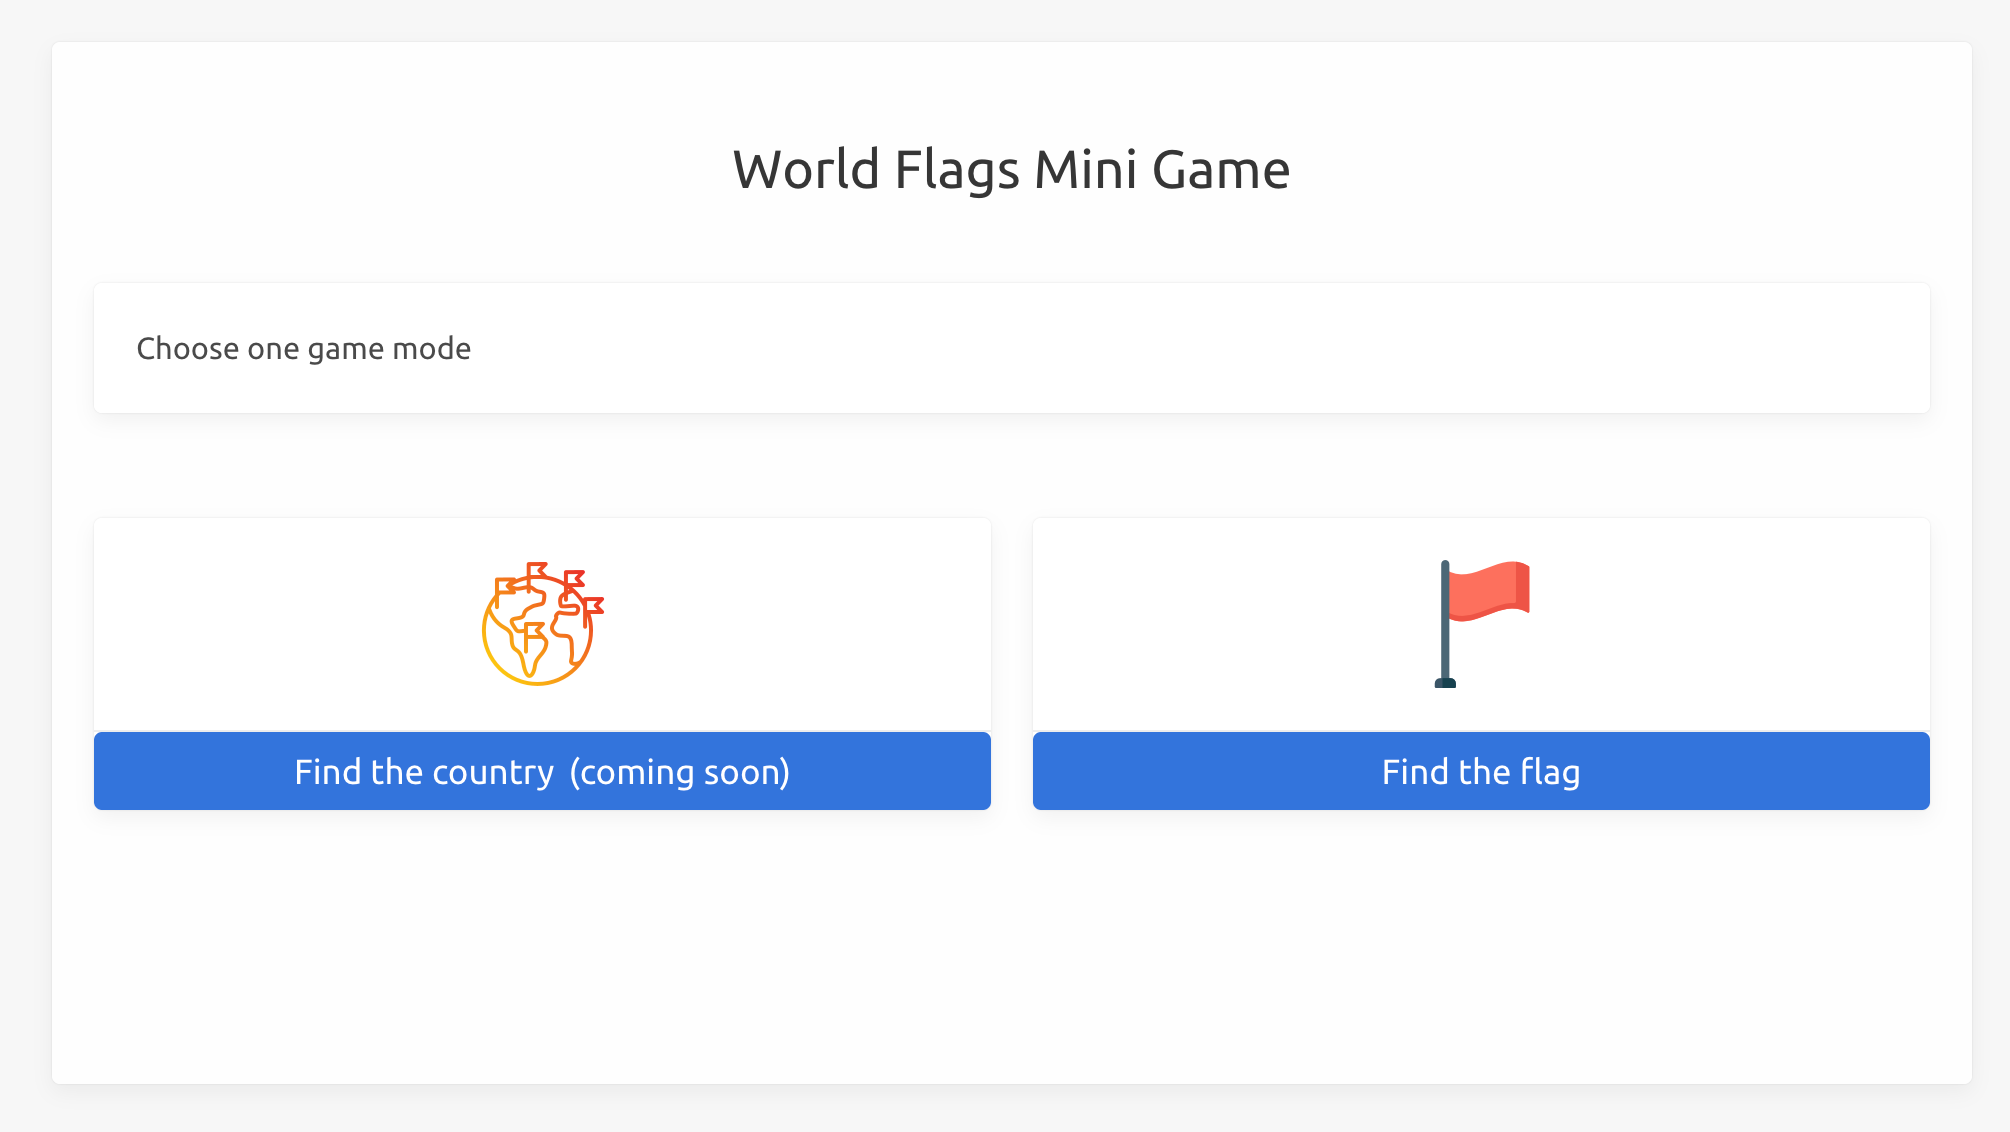 World Flags Mini Game
Choose one game mode
Find the country (coming soon)
Find the flag